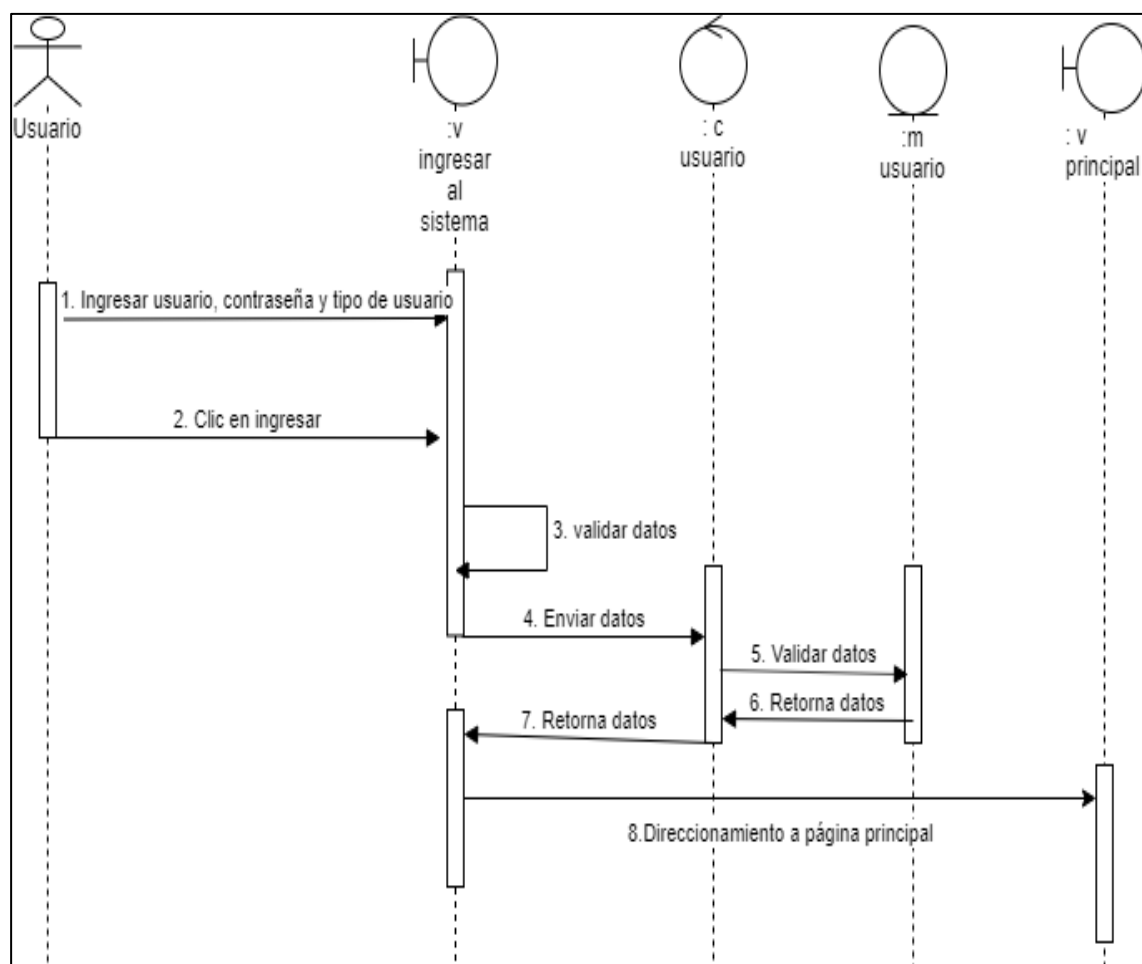 Usuario
:v
ingresar
al
sistema
: c
usuario
:m
usuario
: v
principal
1. Ingresar usuario, contraseña y tipo de usuario
2. Clic en ingresar
3. validar datos
4. Enviar datos
5. Validar datos
6. Retorna datos
7. Retorna datos
8.Direccionamiento a página principal